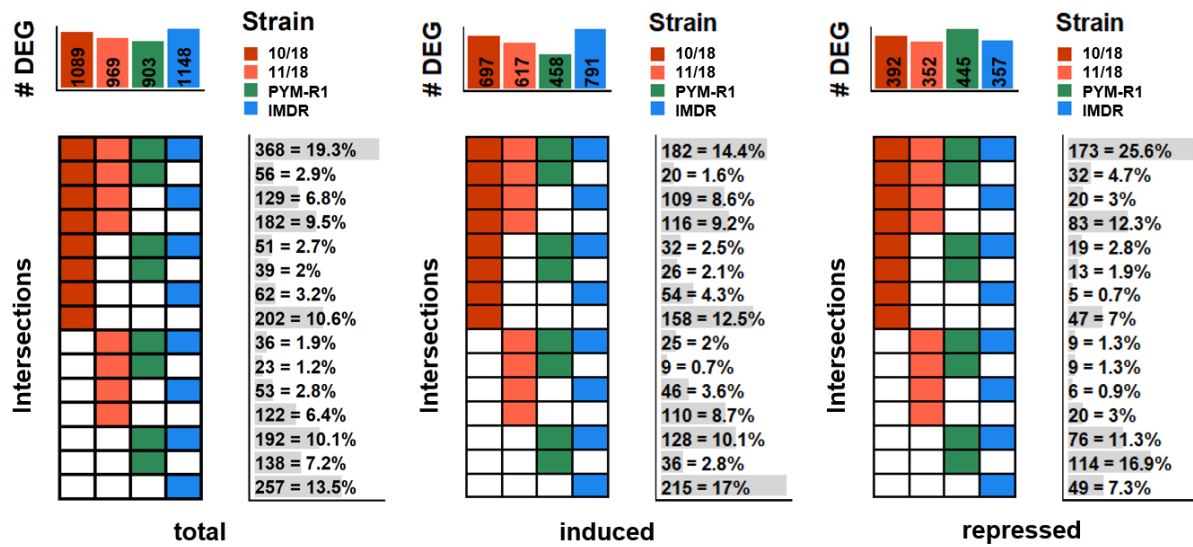 # DEG
1089
969
903
1148
Strain
10/18
11/18
PYM-R1
IMDR
Intersections
368 = 19.3%
56 = 2.9%
129 = 6.8%
182 = 9.5%
51 = 2.7%
39 = 2%
62 = 3.2%
202 = 10.6%
36 = 1.9%
23 = 1.2%
53 = 2.8%
122 = 6.4%
192 = 10.1%
138 = 7.2%
257 = 13.5%
total
# DEG
697
617
458
791
Strain
10/18
11/18
PYM-R1
IMDR
Intersections
182 = 14.4%
20 = 1.6%
109 = 8.6%
116 = 9.2%
32 = 2.5%
26 = 2.1%
54 = 4.3%
158 = 12.5%
25 = 2%
9 = 0.7%
46 = 3.6%
110 = 8.7%
128 = 10.1%
36 = 2.8%
215 = 17%
induced
# DEG
392
352
445
357
Strain
10/18
11/18
PYM-R1
IMDR
Intersections
173 = 25.6%
32 = 4.7%
20 = 3%
83 = 12.3%
19 = 2.8%
13 = 1.9%
5 = 0.7%
47 = 7%
9 = 1.3%
9 = 1.3%
6 = 0.9%
20 = 3%
76 = 11.3%
114 = 16.9%
49 = 7.3%
repressed